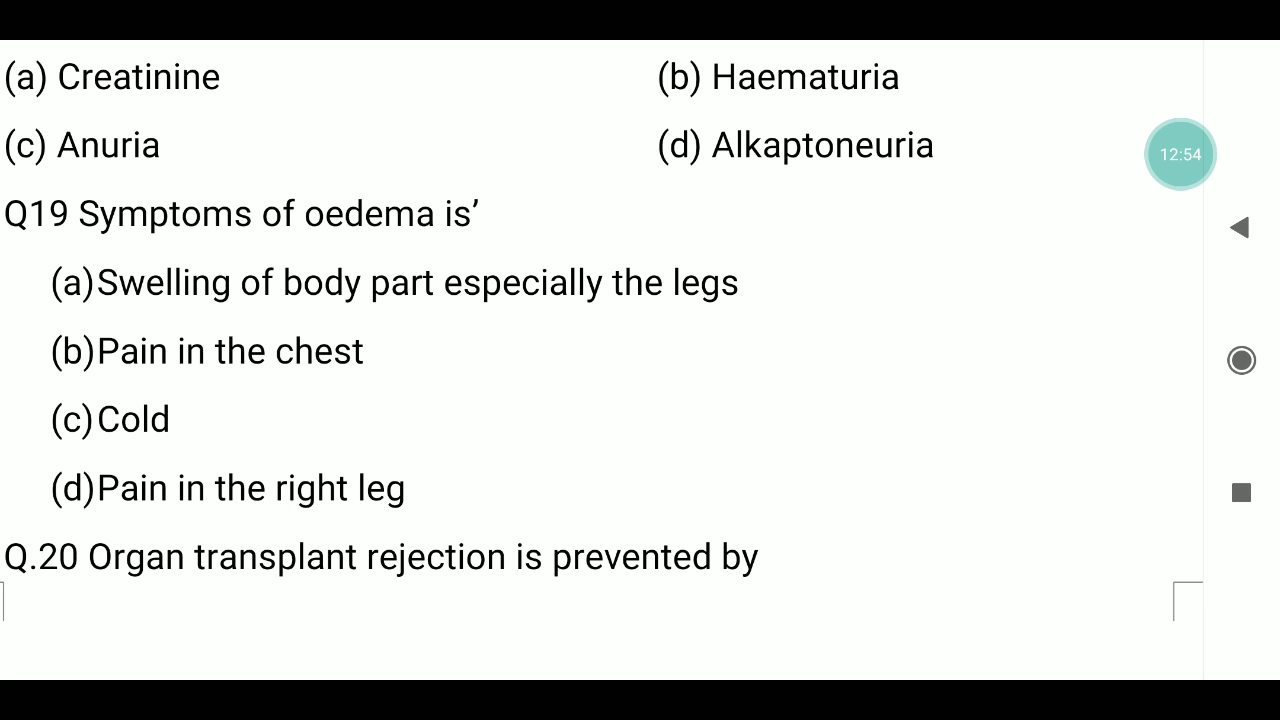 (a) Creatinine (b) Haematuria
(c) Anuria (d) Alkaptoneuria
12:54
Q19 Symptoms of oedema is’
(a)Swelling of body part especially the legs
(b)Pain in the chest
(c)Cold
(d)Pain in the right leg
Q.20 Organ transplant rejection is prevented by